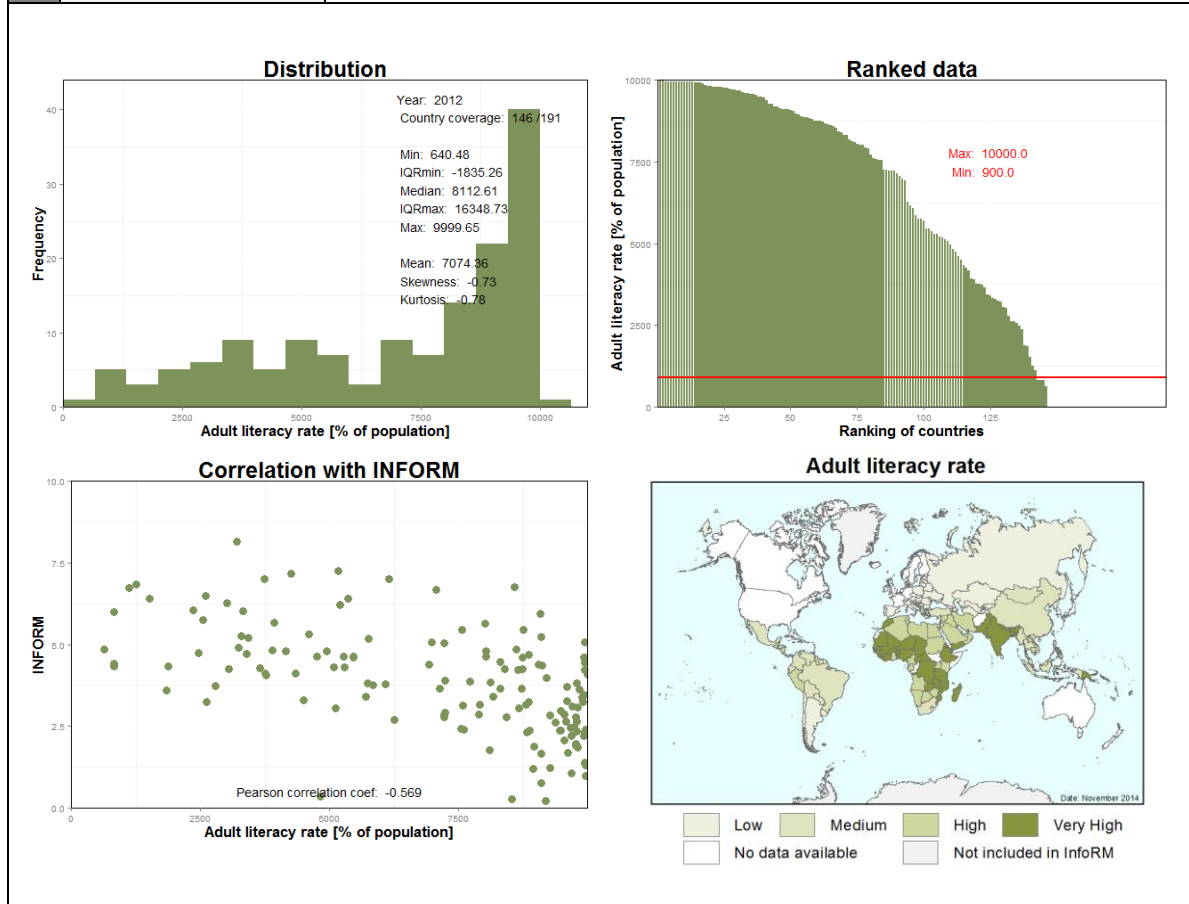 Distribution
Year: 2012
Country coverage: 146 /191
Min: 640.48
IQRmin: -1835.26
Median: 8112.61
IQRmax: 16348.73
Max: 9999.65
Mean: 7074.36
Skewness: -0.73
Kurtosis: -0.78
Frequency
40
30
20
10
0
0 2500 5000 7500 10000
Adult literacy rate [% of population]
Ranked data
Max: 10000.0
Min: 900.0
Adult literacy rate [% of population]
10000
7500
5000
2500
0
25 50 75 100 125
Ranking of countries
Correlation with INFORM
INFORM
10.0
7.5
5.0
2.5
0.0
Pearson correlation coef: -0.569
2500 5000 7500
Adult literacy rate [% of population]
Adult literacy rate
Date: November 2014
Low Medium High Very High
No data available Not included in InfoRM